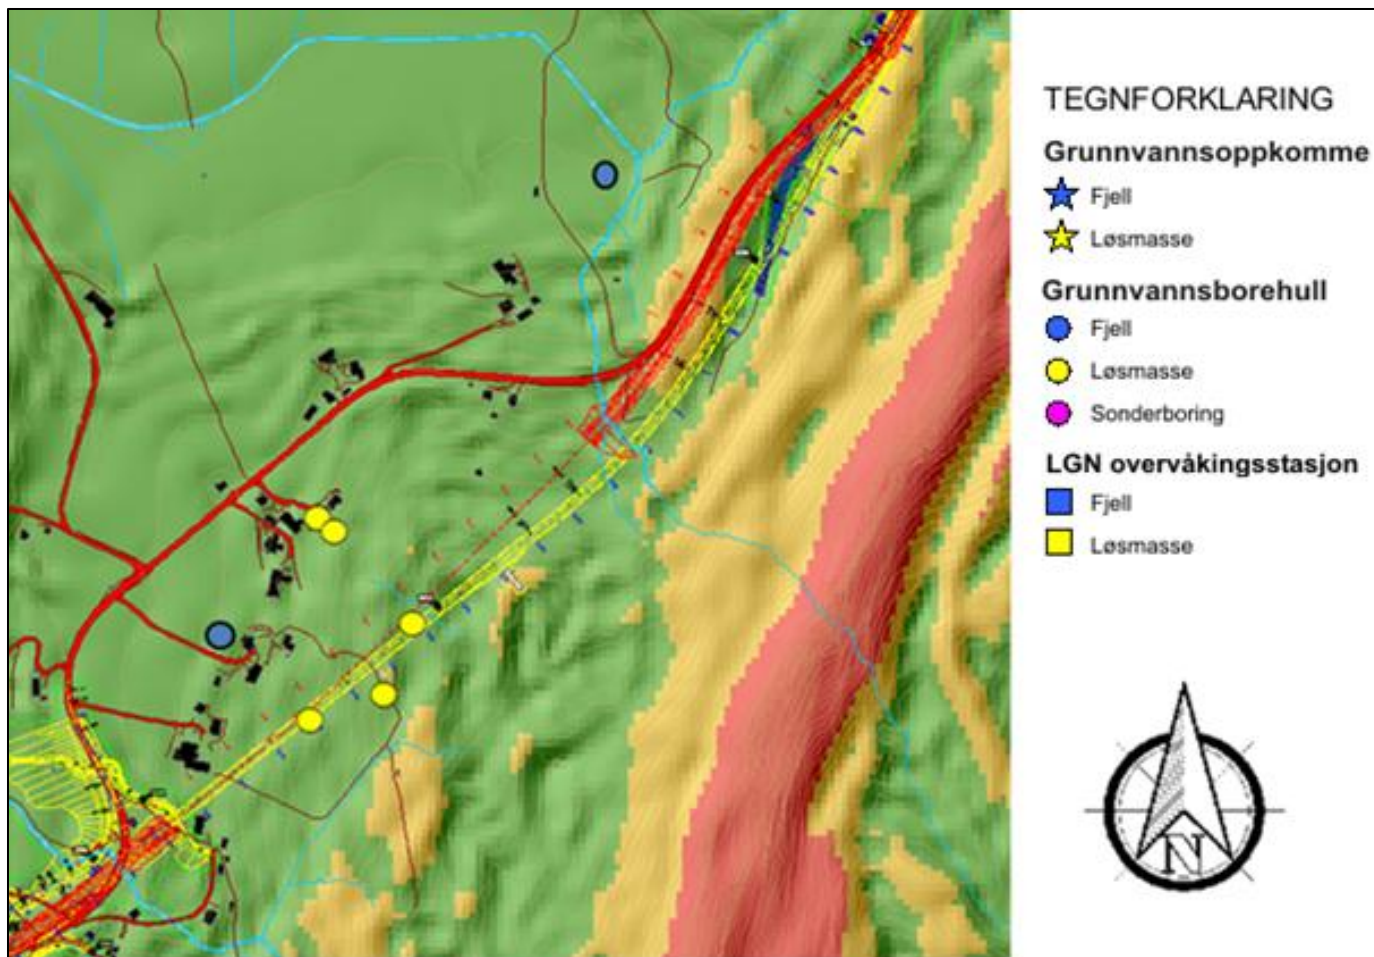 TEGNFORKLARING
Grunnvannsoppkomme
Fjell
Løsmasse
Grunnvannsborehull
Fjell
Løsmasse
Sonderboring
LGN overvåkingsstasjon
Fjell
Løsmasse
N